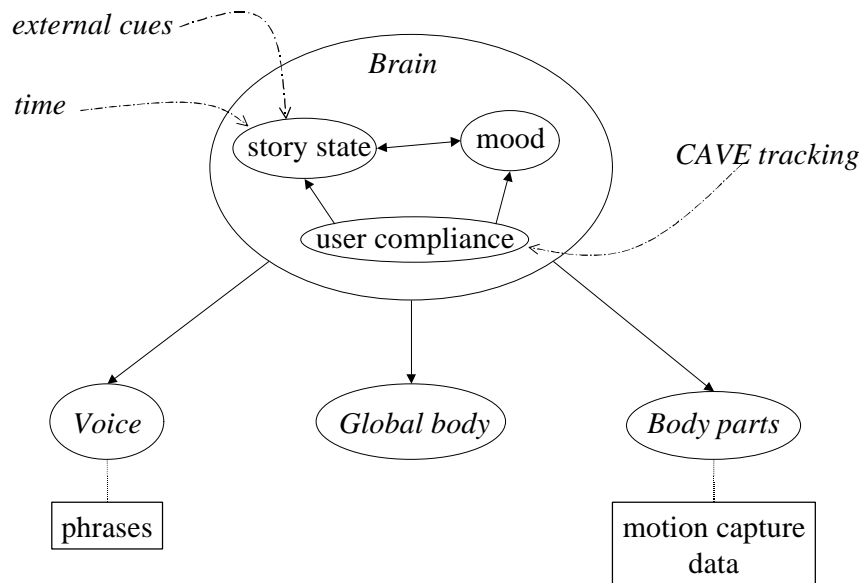 external cues
Brain
time
story state
mood
CAVE tracking
user compliance
Voice
Global body
Body parts
phrases
motion capture
data